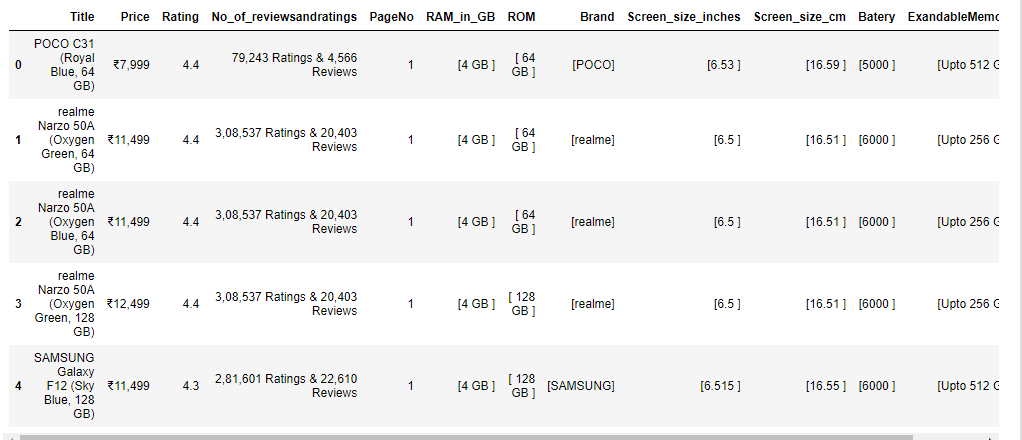 Title Price Rating No_of_reviewsandratings PageNo RAM_in_GB ROM Brand Screen_size_inches Screen_size_cm Batery ExandableMemo
0 POCO C31 (Royal Blue, 64 GB) ₹7,999 4.4 79,243 Ratings & 4,566 Reviews 1 [4 GB ] [ 64 GB ] [POCO] [6.53 ] [16.59 ] [5000 ] [Upto 512 G
1 realme Narzo 50A (Oxygen Green, 64 GB) ₹11,499 4.4 3,08,537 Ratings & 20,403 Reviews 1 [4 GB ] [ 64 GB ] [realme] [6.5 ] [16.51 ] [6000 ] [Upto 256 G
2 realme Narzo 50A (Oxygen Blue, 64 GB) ₹11,499 4.4 3,08,537 Ratings & 20,403 Reviews 1 [4 GB ] [ 64 GB ] [realme] [6.5 ] [16.51 ] [6000 ] [Upto 256 G
3 realme Narzo 50A (Oxygen Green, 128 GB) ₹12,499 4.4 3,08,537 Ratings & 20,403 Reviews 1 [4 GB ] [ 128 GB ] [realme] [6.5 ] [16.51 ] [6000 ] [Upto 256 G
4 SAMSUNG Galaxy F12 (Sky Blue, 128 GB) ₹11,499 4.3 2,81,601 Ratings & 22,610 Reviews 1 [4 GB ] [ 128 GB ] [SAMSUNG] [6.515 ] [16.55 ] [6000 ] [Upto 512 G